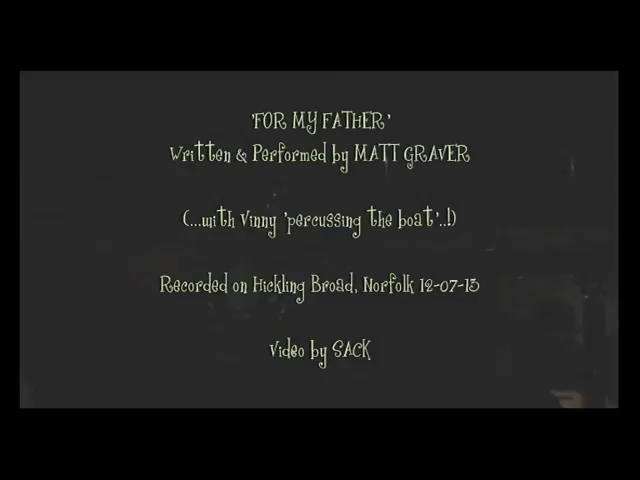 'FOR MY FATHER'
Written & Performed by MATT GRAVER
(...with Vinny 'percussing the boat'..!)
Recorded on Hickling Broad, Norfolk 12-07-13
Video by SACK